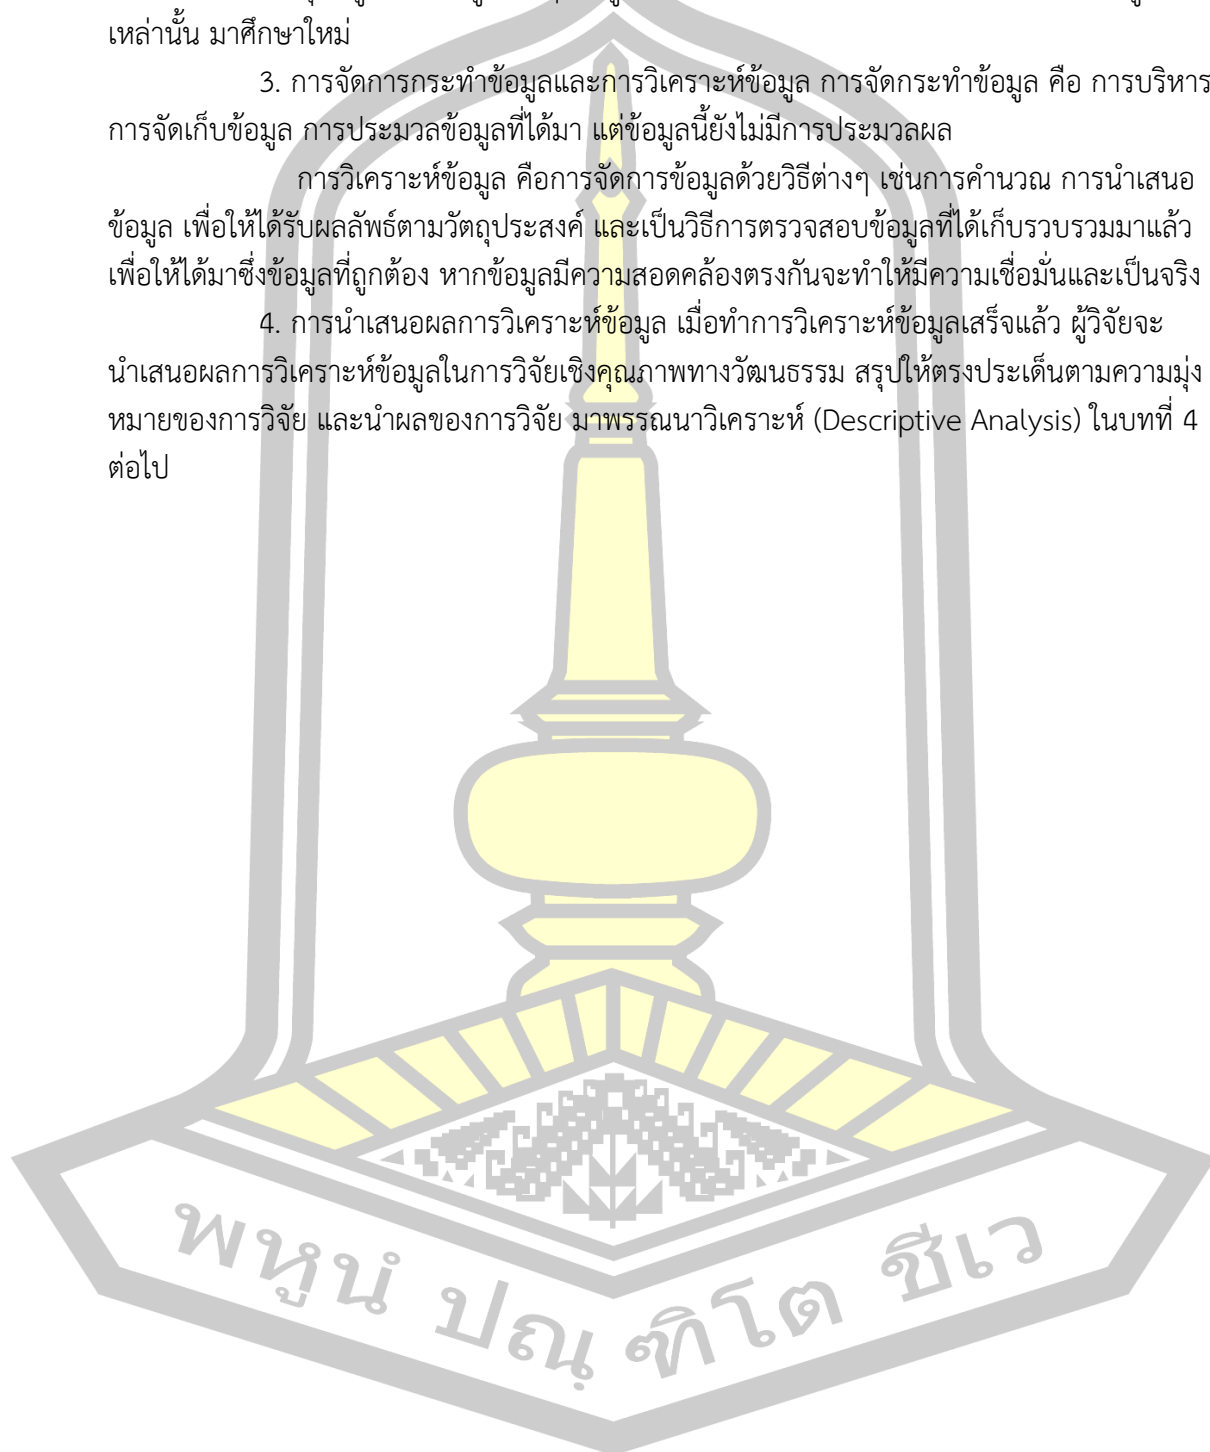 เหล่านั้น มาศึกษาใหม่
3. การจัดการกระทำข้อมูลและการวิเคราะห์ข้อมูล การจัดกระทำข้อมูล คือ การบริหาร
การจัดเก็บข้อมูล การประมวลข้อมูลที่ได้มา แต่ข้อมูลนี้ยังไม่มีการประมวลผล
การวิเคราะห์ข้อมูล คือการจัดการข้อมูลด้วยวิธีต่างๆ เช่นการคำนวณ การนำเสนอ
ข้อมูล เพื่อให้ได้รับผลลัพธ์ตามวัตถุประสงค์ และเป็นวิธีการตรวจสอบข้อมูลที่ได้เก็บรวบรวมมาแล้ว
เพื่อให้ได้มาซึ่งข้อมูลที่ถูกต้อง หากข้อมูลมีความสอดคล้องตรงกันจะทำให้มีความเชื่อมั่นและเป็นจริง
4. การนำเสนอผลการวิเคราะห์ข้อมูล เมื่อทำการวิเคราะห์ข้อมูลเสร็จแล้ว ผู้วิจัยจะ
นำเสนอผลการวิเคราะห์ข้อมูลในการวิจัยเชิงคุณภาพทางวัฒนธรรม สรุปให้ตรงประเด็นตามความมุ่ง
หมายของการวิจัย และนำผลของการวิจัย มาพรรณนาวิเคราะห์ (Descriptive Analysis) ในบทที่ 4
ต่อไป
พหูนํ ปณฺฑิโต ชีเว